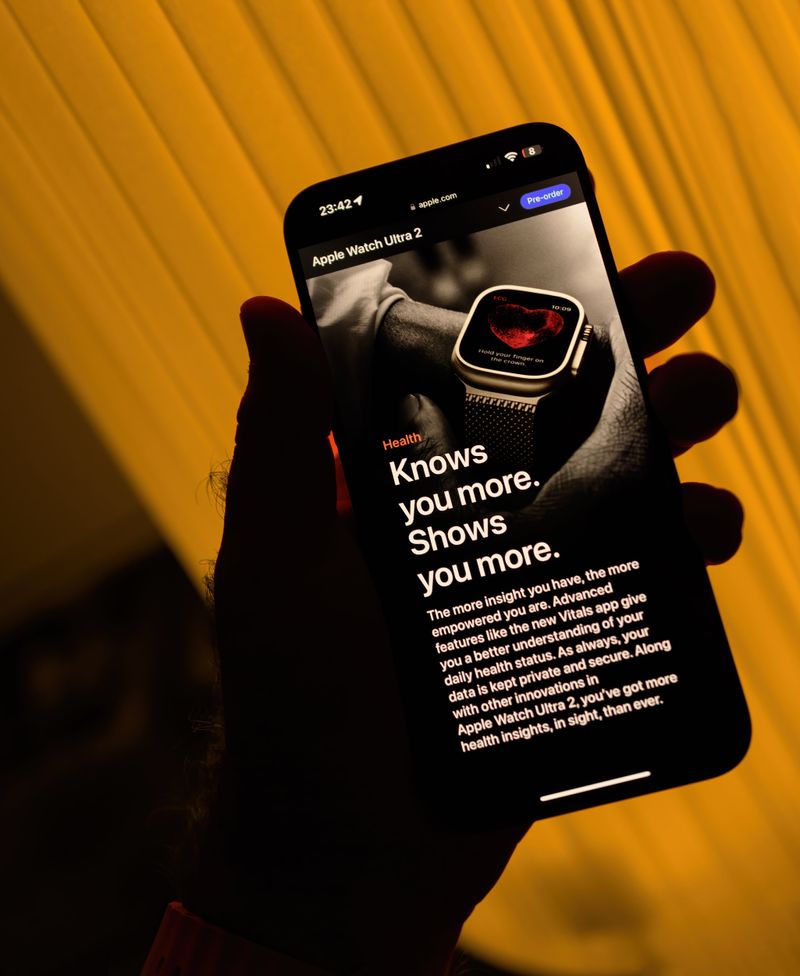 23:42
8
apple.com
Apple Watch Ultra 2
Pre-order
ECG
10:09
Hold your finger on
the crown.
Health
Knows
you more.
Shows
you more.
The more insight you have, the more
empowered you are. Advanced
features like the new Vitals app give
you a better understanding of your
daily health status. As always, your
data is kept private and secure. Along
with other innovations in
Apple Watch Ultra 2, you’ve got more
health insights, in sight, than ever.